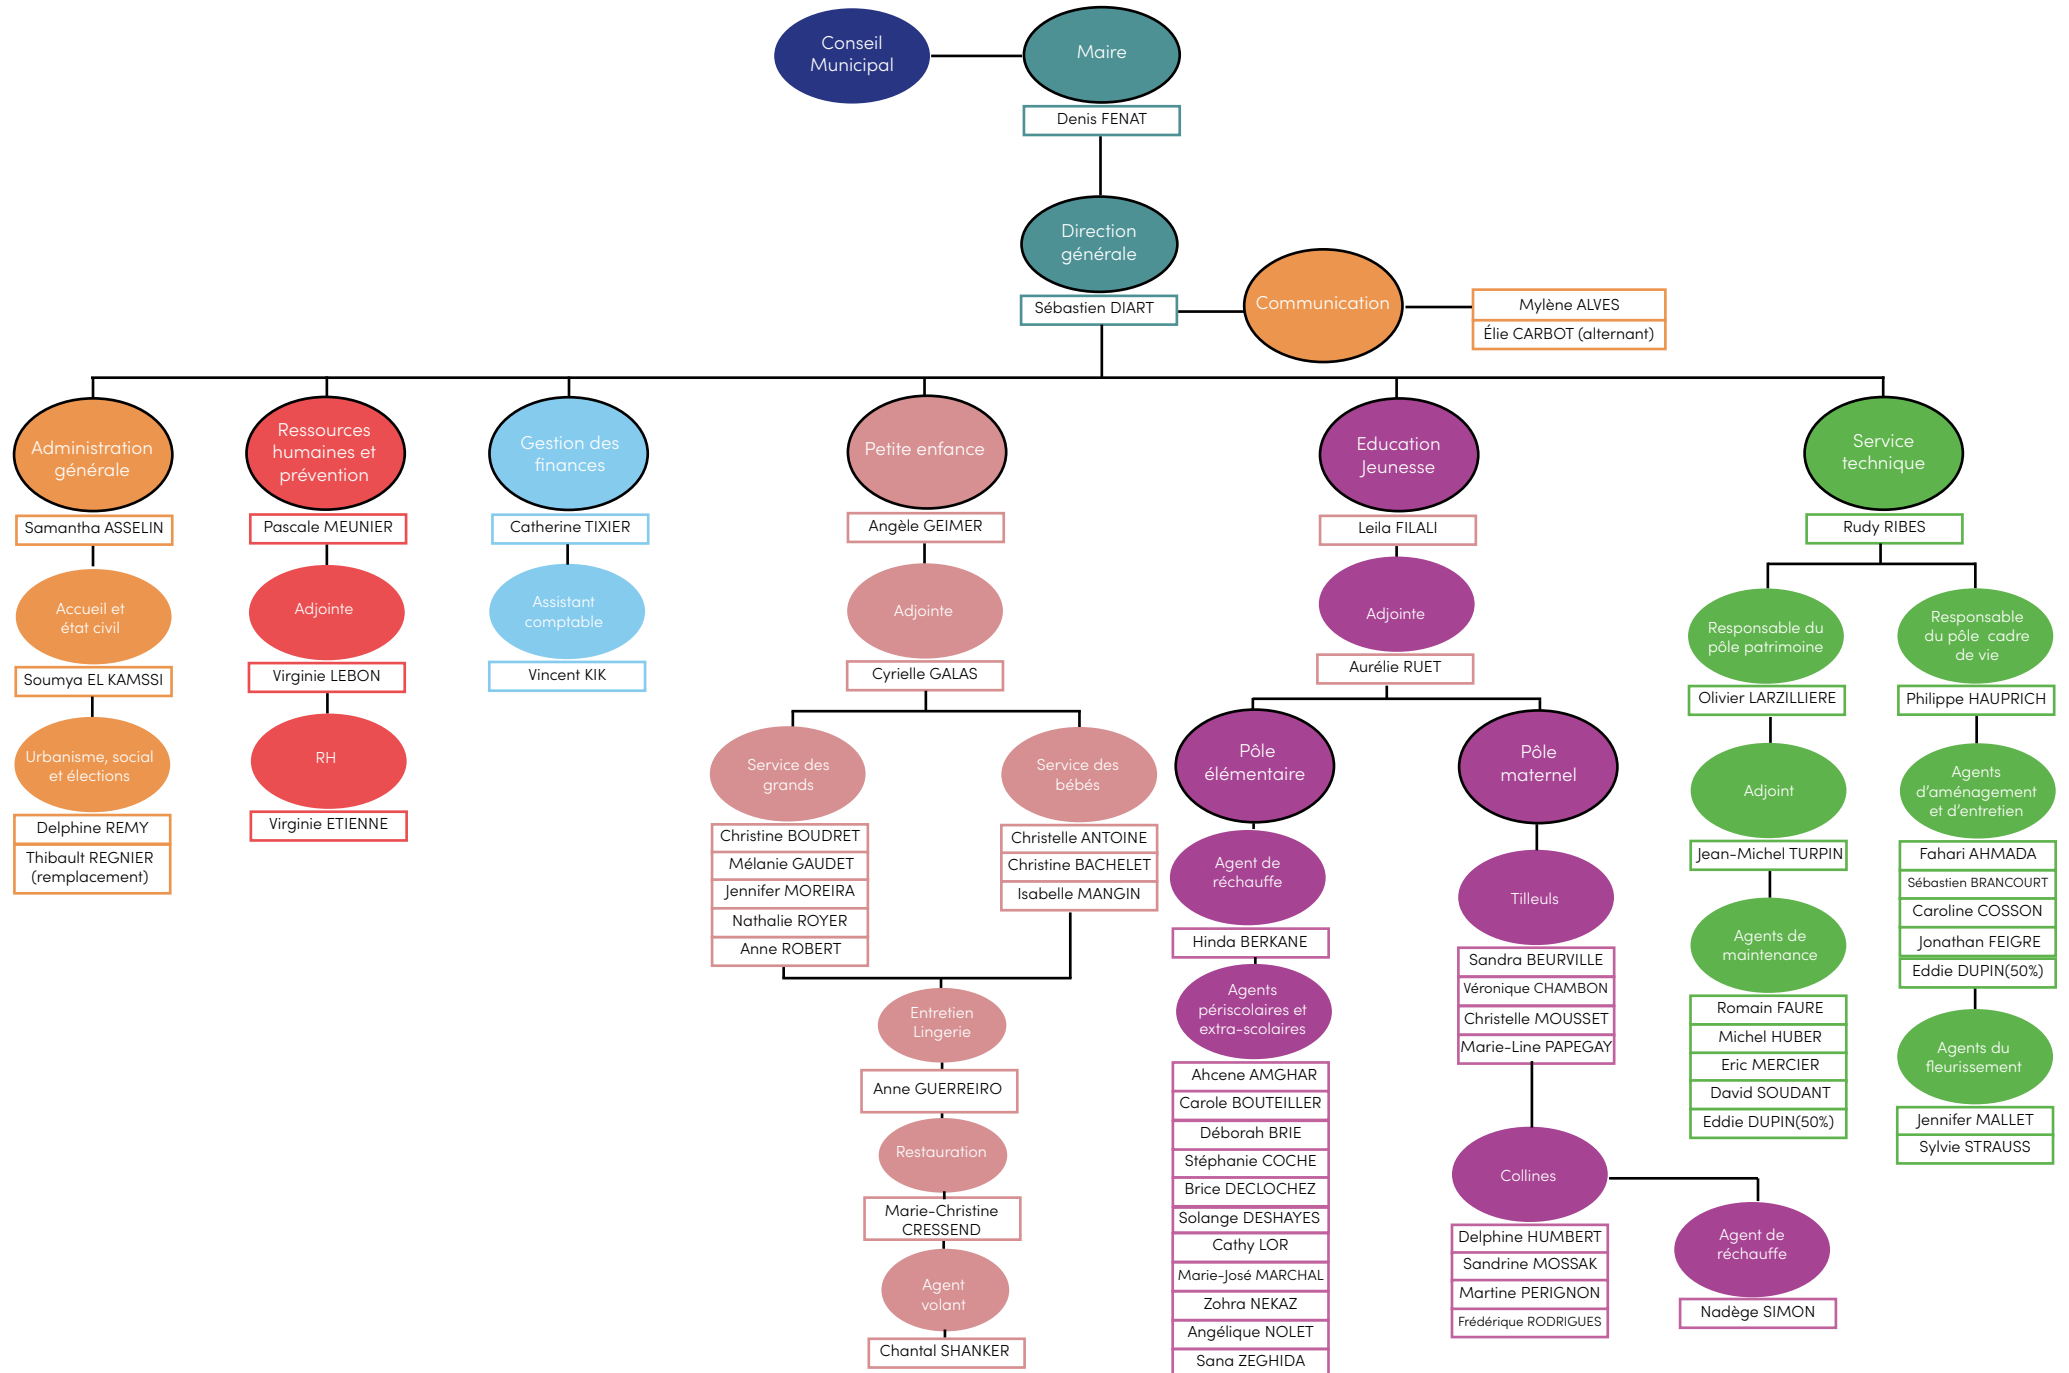 Conseil
Municipal
Maire
Denis FENAT
Direction
générale
Sébastien DIART
Communication
Mylène ALVES
Élie CARBOT (alternant)
Administration
générale
Samantha ASSELIN
Accueil et
état civil
Soumya EL KAMSSI
Urbanisme, social
et élections
Delphine REMY
Thibault REGNIER
(remplacement)
Ressources
humaines et
prévention
Pascale MEUNIER
Adjointe
Virginie LEBON
RH
Virginie ETIENNE
Gestion des
finances
Catherine TIXIER
Assistant
comptable
Vincent KIK
Petite enfance
Angèle GEIMER
Adjointe
Cyrielle GALAS
Service des
grands
Christine BOUDRET
Mélanie GAUDET
Jennifer MOREIRA
Nathalie ROYER
Anne ROBERT
Service des
bébés
Christelle ANTOINE
Christine BACHELET
Isabelle MANGIN
Entretien
Lingerie
Anne GUERREIRO
Restauration
Marie-Christine
CRESSEND
Agent
volant
Chantal SHANKER
Education
Jeunesse
Leila FILALI
Adjointe
Aurélie RUET
Pôle
élémentaire
Agent de
réchauffe
Hinda BERKANE
Agents
périscolaires et
extra-scolaires
Ahcene AMGHAR
Carole BOUTEILLER
Déborah BRIE
Stéphanie COCHE
Brice DECLOCHEZ
Solange DESHAYES
Cathy LOR
Marie-José MARCHAL
Zohra NEKAZ
Angélique NOLET
Sana ZEGHIDA
Pôle
maternel
Tilleuls
Sandra BEURVILLE
Véronique CHAMBON
Christelle MOUSSET
Marie-Line PAPEGAY
Collines
Delphine HUMBERT
Sandrine MOSSAK
Martine PERIGNON
Frédérique RODRIGUES
Agent de
réchauffe
Nadège SIMON
Service
technique
Rudy RIBES
Responsable du
pôle patrimoine
Olivier LARZILLIERE
Adjoint
Jean-Michel TURPIN
Agents de
maintenance
Romain FAURE
Michel HUBER
Eric MERCIER
David SOUDANT
Eddie DUPIN(50%)
Responsable
du pôle cadre
de vie
Philippe HAUPRICH
Agents
d'aménagement
et d'entretien
Fahari AHMADA
Sébastien BRANCOURT
Caroline COSSON
Jonathan FEIGRE
Eddie DUPIN(50%)
Agents du
fleurissement
Jennifer MALLET
Sylvie STRAUSS